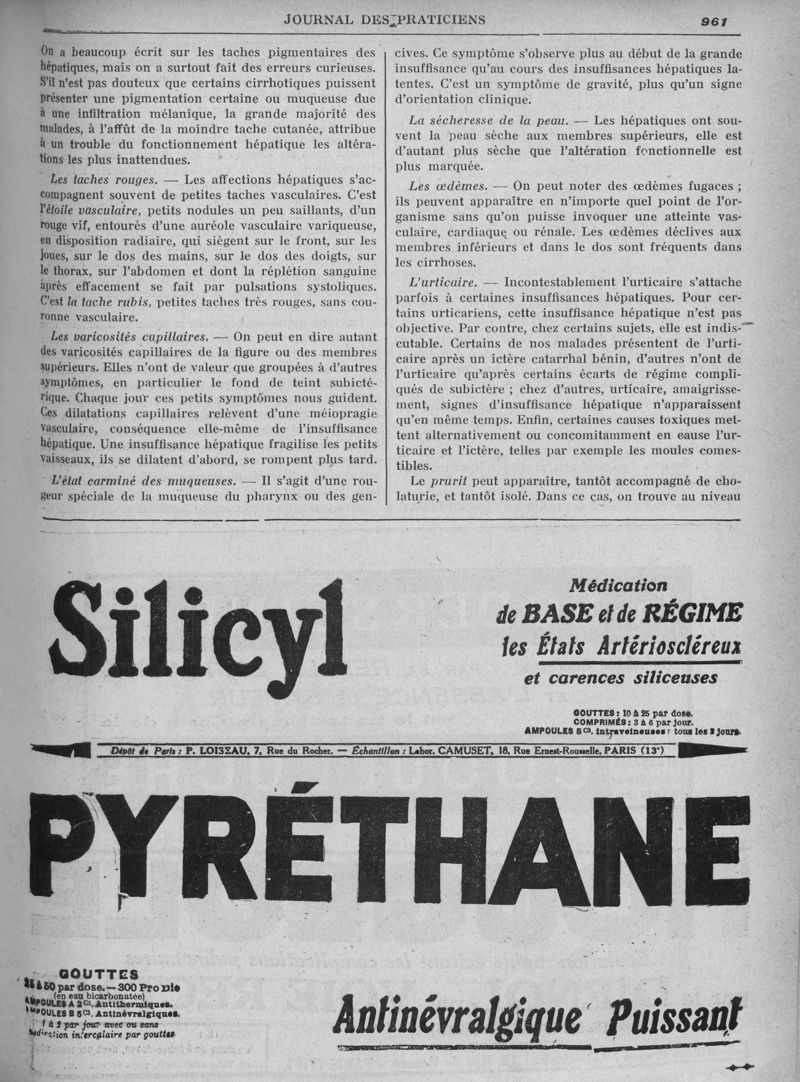 JOURNAL DES PRATICIENS
961
On a beaucoup écrit sur les taches pigmentaires des
hépatiques, mais on a surtout fait des erreurs curieuses.
S'il n'est pas douteux que certains cirrhotiques puissent
présenter une pigmentation certaine ou muqueuse due
à une infiltration mélanique, la grande majorité des
malades, à l'affût de la moindre tache cutanée, attribue
à un trouble du fonctionnement hépatique les altéra-
tions les plus inattendues.
Les taches rouges. — Les affections hépatiques s'ac-
compagnent souvent de petites taches vasculaires. C'est
l'étoile vasculaire, petits nodules un peu saillants, d'un
rouge vif, entourés d'une auréole vasculaire variqueuse,
en disposition radiaire, qui siègent sur le front, sur les
joues, sur le dos des mains, sur le dos des doigts, sur
le thorax, sur l'abdomen et dont la réplétion sanguine
après effacement se fait par pulsations systoliques.
C'est la tache rubis, petites taches très rouges, sans cou-
ronne vasculaire.
Les varicosités capillaires. — On peut en dire autant
des varicosités capillaires de la figure ou des membres
supérieurs. Elles n'ont de valeur que groupées à d'autres
symptômes, en particulier le fond de teint subicté-
rique. Chaque jour ces petits symptômes nous guident.
Ces dilatations capillaires relèvent d'une méiopragie
vasculaire, conséquence elle-même de l'insuffisance
hépatique. Une insuffisance hépatique fragilise les petits
vaisseaux, ils se dilatent d'abord, se rompent plus tard.
L'état carminé des muqueuses. — Il s'agit d'une rou-
geur spéciale de la muqueuse du pharynx ou des gen-
cives. Ce symptôme s'observe plus au début de la grande
insuffisance qu'au cours des insuffisances hépatiques la-
tentes. C'est un symptôme de gravité, plus qu'un signe
d'orientation clinique.
La sécheresse de la peau. — Les hépatiques ont sou-
vent la peau sèche aux membres supérieurs, elle est
d'autant plus sèche que l'altération fonctionnelle est
plus marquée.
Les œdèmes. — On peut noter des œdèmes fugaces ;
ils peuvent apparaître en n'importe quel point de l'or-
ganisme sans qu'on puisse invoquer une atteinte vas-
culaire, cardiaque ou rénale. Les œdèmes déclives aux
membres inférieurs et dans le dos sont fréquents dans
les cirrhoses.
L'urticaire. — Incontestablement l'urticaire s'attache
parfois à certaines insuffisances hépatiques. Pour cer-
tains urticariens, cette insuffisance hépatique n'est pas
objective. Par contre, chez certains sujets, elle est indis-
cutable. Certains de nos malades présentent de l'urti-
caire après un ictère catarrhal bénin, d'autres n'ont de
l'urticaire qu'après certains écarts de régime compli-
qués de subictère ; chez d'autres, urticaire, amaigrisse-
ment, signes d'insuffisance hépatique n'apparaissent
qu'en même temps. Enfin, certaines causes toxiques met-
tent alternativement ou concomitamment en cause l'ur-
ticaire et l'ictère, telles par exemple les moules comes-
tibles.
Le prurit peut apparaître, tantôt accompagné de cho-
laturie, et tantôt isolé. Dans ce cas, on trouve au niveau
Silicyl
Médication
de BASE et de RÉGIME
les États Artérioscléreux
et carences siliceuses
GOUTTES : 10 à 25 par dose.
COMPRIMÉS : 3 à 6 par jour.
AMPOULES 5 cs. intraveineuses : tous les 2 jours.
Dépôt de Paris : P. LOISEAU, 7, Rue du Rocher. — Échantillon : Labor. CAMUSET, 18, Rue Ernest-Rousselle, PARIS (13°)
PYRÉTHANE
GOUTTES
25 à 50 par dose. — 300 Pro Die
(en eau bicarbonatée)
AMPOULES A 2 cs. Antithermiques.
AMPOULES B 5 cs. Antinévralgiques.
1 à 2 par jour avec ou sans
médication intercalaire par gouttes
Antinévralgique Puissant